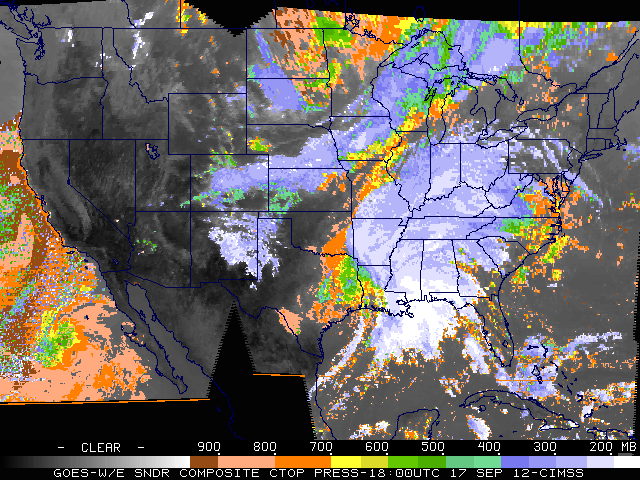 - CLEAR - 900 800 700 600 500 400 300 200 MB
GOES-W/E SNDR COMPOSITE CTOP PRESS-18:00UTC 17 SEP 12-CIMSS